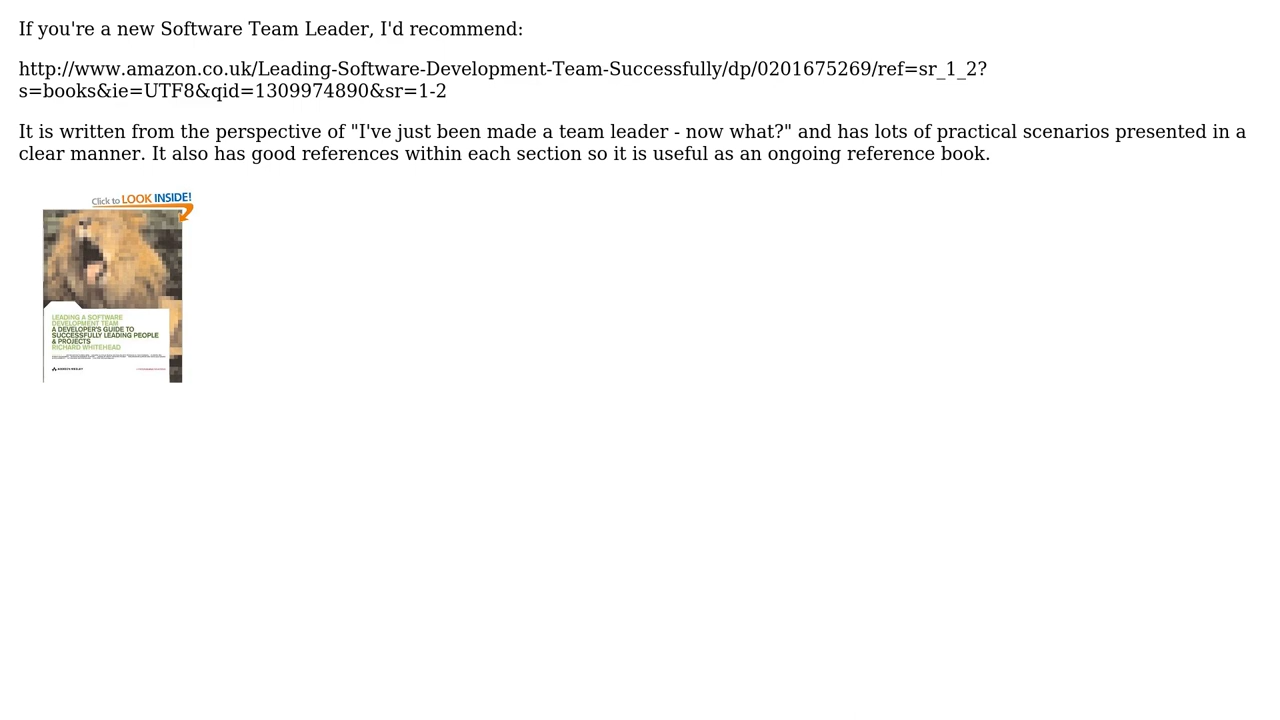 If you're a new Software Team Leader, I'd recommend:
http://www.amazon.co.uk/Leading-Software-Development-Team-Successfully/dp/0201675269/ref=sr_1_2?
s=books&ie=UTF8&qid=1309974890&sr=1-2
It is written from the perspective of "I've just been made a team leader - now what?" and has lots of practical scenarios presented in a
clear manner. It also has good references within each section so it is useful as an ongoing reference book.
Click to LOOK INSIDE!
LEADING A SOFTWARE
DEVELOPMENT TEAM
A DEVELOPER'S GUIDE TO
SUCCESSFULLY LEADING PEOPLE
& PROJECTS
RICHARD WHITEHEAD